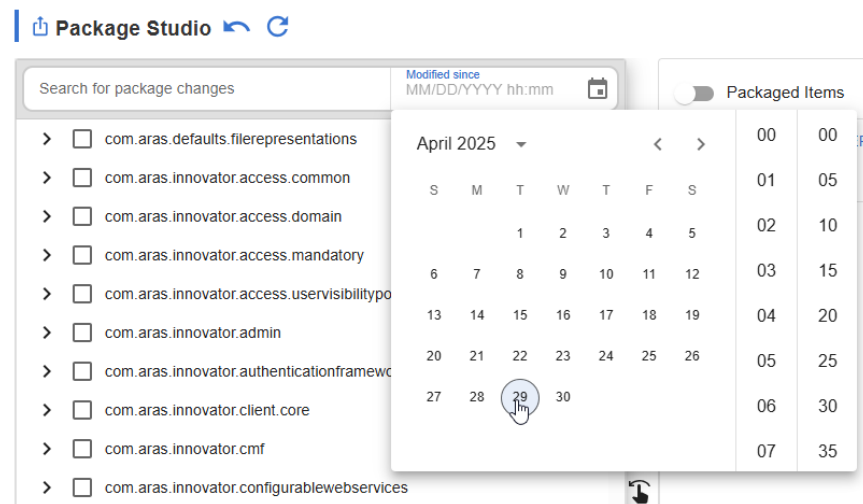 Package Studio
Search for package changes
Modified since
MM/DD/YYYY hh:mm
Packaged Items
com.aras.defaults.filerepresentations
com.aras.innovator.access.common
com.aras.innovator.access.domain
com.aras.innovator.access.mandatory
com.aras.innovator.access.uservisibilitypo
com.aras.innovator.admin
com.aras.innovator.authenticationframewo
com.aras.innovator.client.core
com.aras.innovator.cmf
com.aras.innovator.configurablewebservices
April 2025
S M T W T F S
1 2 3 4 5
6 7 8 9 10 11 12
13 14 15 16 17 18 19
20 21 22 23 24 25 26
27 28 29 30
00 00
01 05
02 10
03 15
04 20
05 25
06 30
07 35